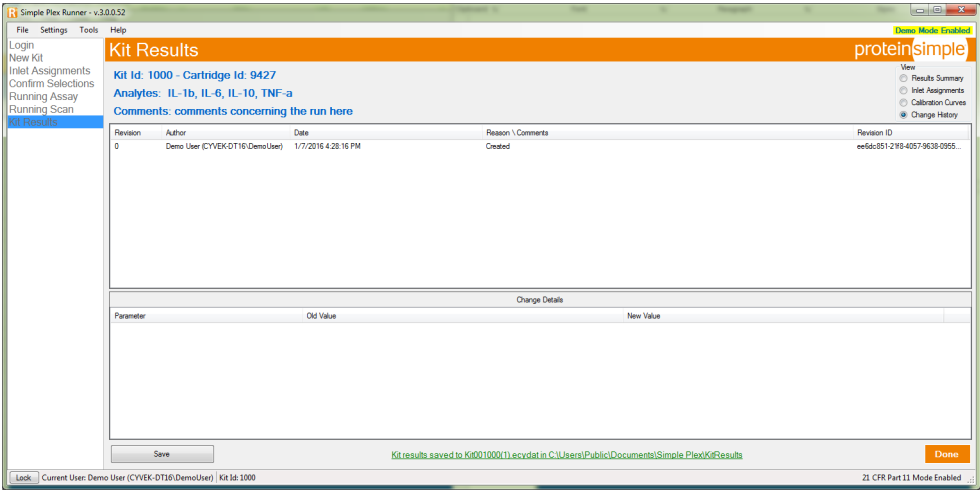 Simple Plex Runner - v.3.0.0.52
File Settings Tools Help
Demo Mode Enabled
Login
New Kit
Inlet Assignments
Confirm Selections
Running Assay
Running Scan
Kit Results
Kit Results
proteinsimple
Kit Id: 1000 - Cartridge Id: 9427
Analytes: IL-1b, IL-6, IL-10, TNF-a
Comments: comments concerning the run here
View
Results Summary
Inlet Assignments
Calibration Curves
Change History
Revision Author Date Reason \ Comments Revision ID
0 Demo User (CYVEK-DT16\DemoUser) 1/7/2016 4:28:16 PM Created ee6dc851-21f8-4057-9638-0955...
Change Details
Parameter Old Value New Value
Save
Kit results saved to Kit001000(1).ecydat in C:\Users\Public\Documents\Simple Plex\KitResults
Done
Lock Current User: Demo User (CYVEK-DT16\DemoUser) Kit Id: 1000 21 CFR Part 11 Mode Enabled